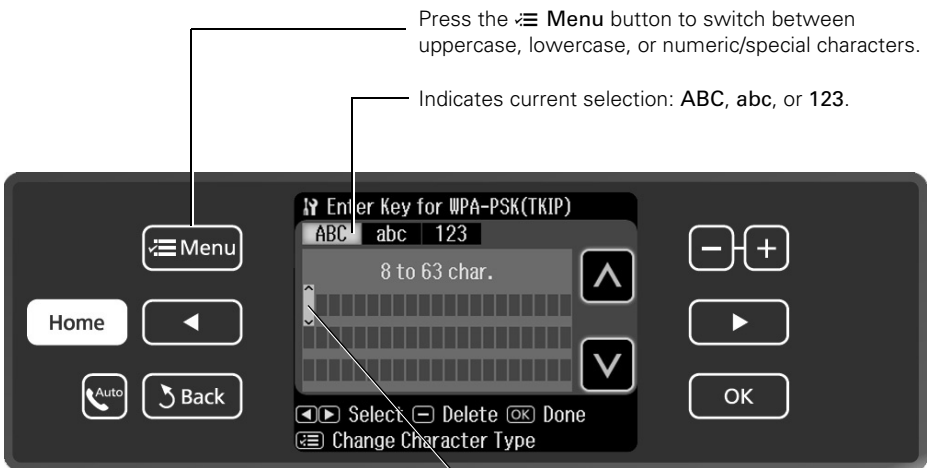 Press the Menu button to switch between
uppercase, lowercase, or numeric/special characters.
Indicates current selection: ABC, abc, or 123.
Enter Key for WPA-PSK(TKIP)
ABC abc 123
8 to 63 char.
Menu
Home
Auto
Back
- +
OK
Select - Delete OK Done
Change Character Type